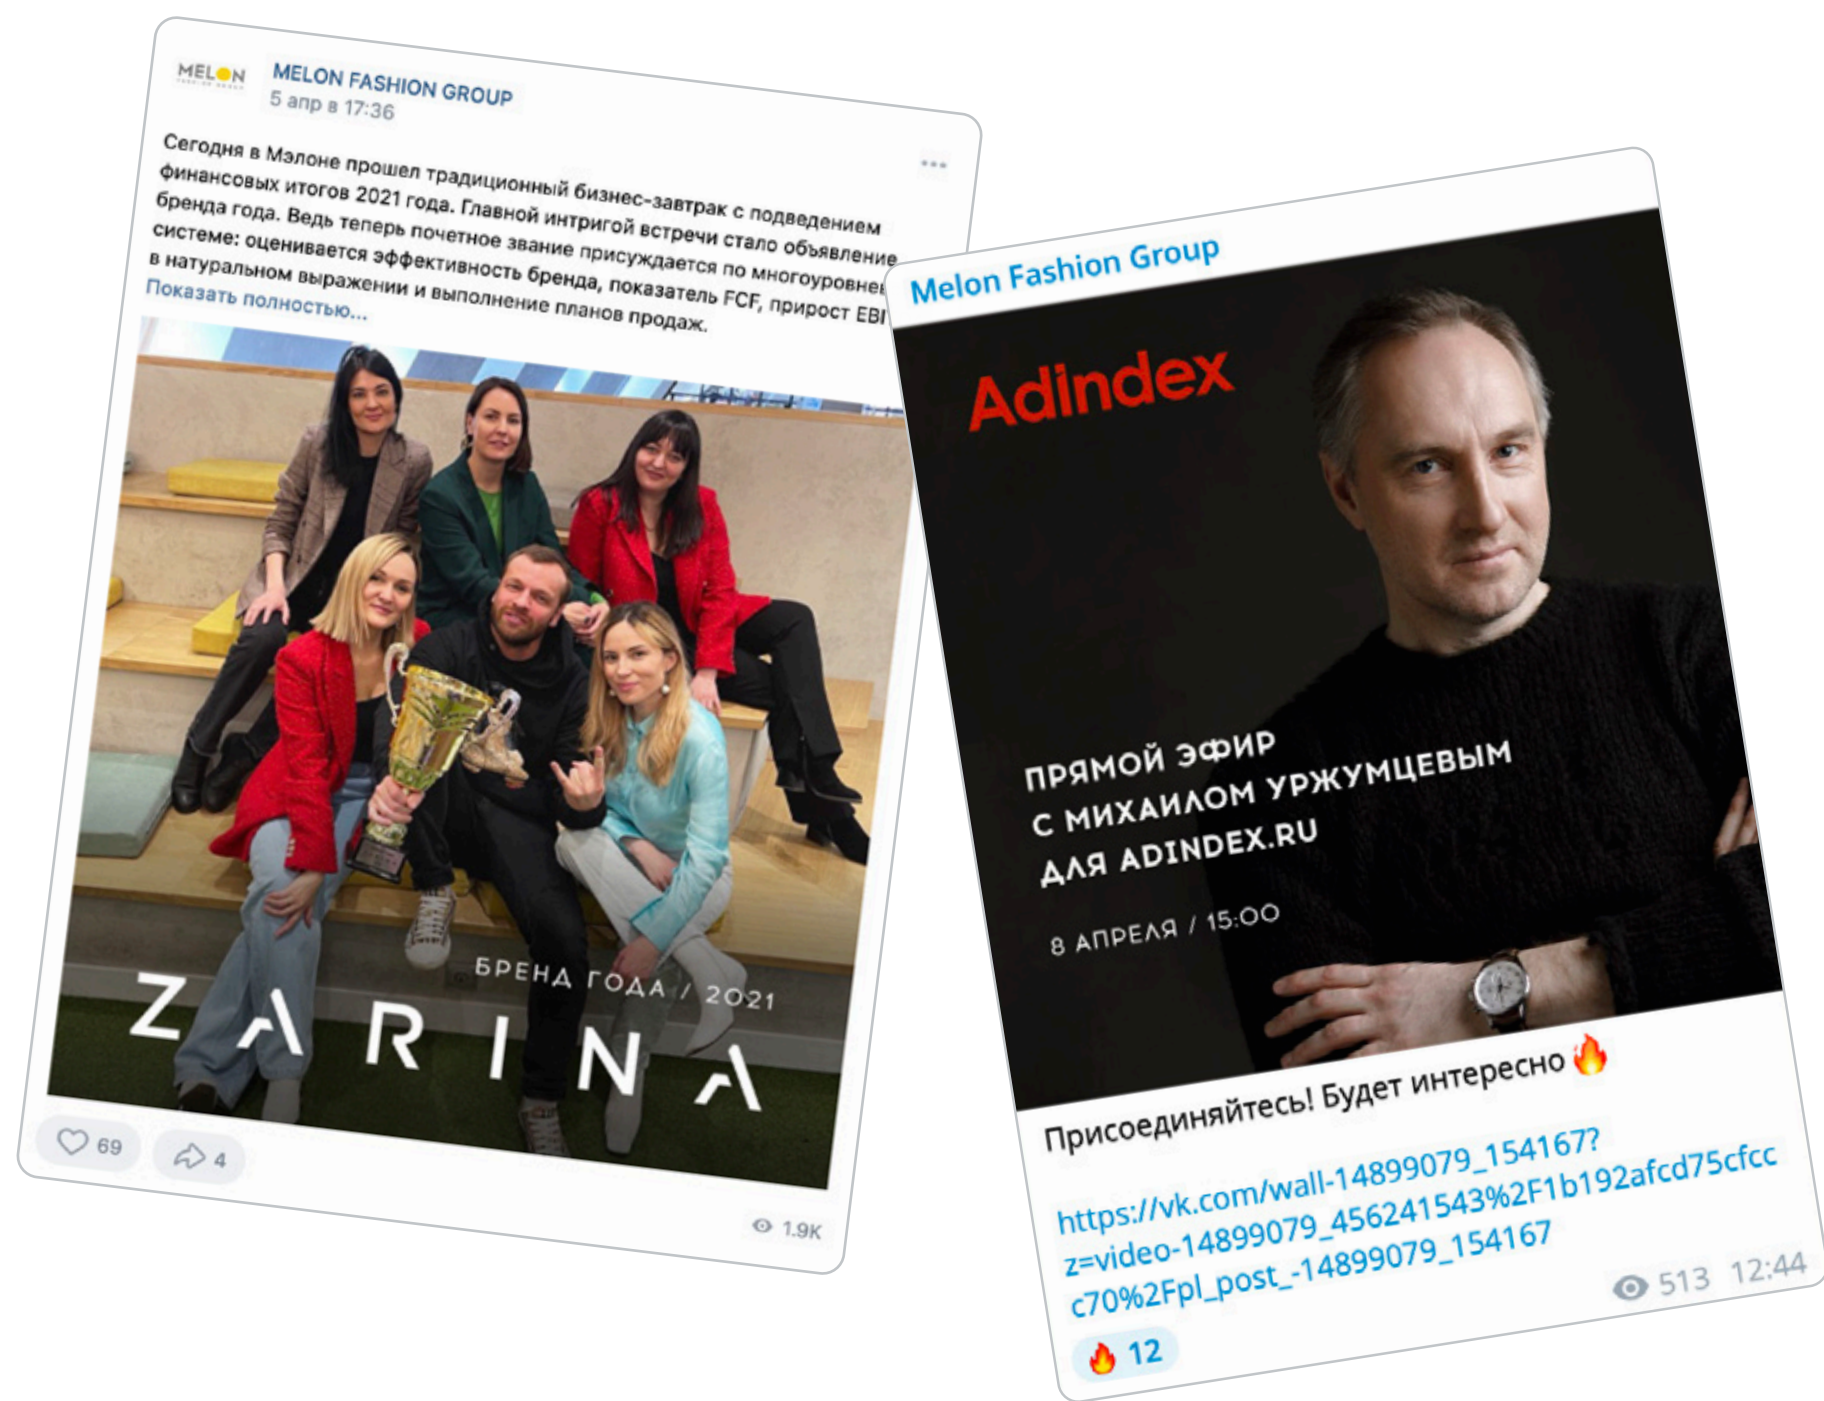 MELON
FASHION GROUP
MELON FASHION GROUP
5 апр в 17:36
Сегодня в Мэлоне прошел традиционный бизнес-завтрак с подведением
финансовых итогов 2021 года. Главной интригой встречи стало объявление
бренда года. Ведь теперь почетное звание присуждается по
системе: оценивается эффективность бренда, показатель FCF, прирост
в натуральном выражении и выполнение планов продаж.
Показать полностью...
БРЕНД ГОДА / 2021
ZARINA
69
4
1.9K
Melon Fashion Group
Adindex
ПРЯМОЙ ЭФИР
С МИХАИЛОМ УРЖУМЦЕВЫМ
ДЛЯ ADINDEX.RU
8 АПРЕЛЯ / 15:00
Присоединяйтесь! Будет интересно 🔥
https://vk.com/wall-14899079_154167?
z=video-14899079_456241543%2F1b192afcd75cfcc
c70%2Fpl_post_-14899079_154167
513 12:44
🔥 12